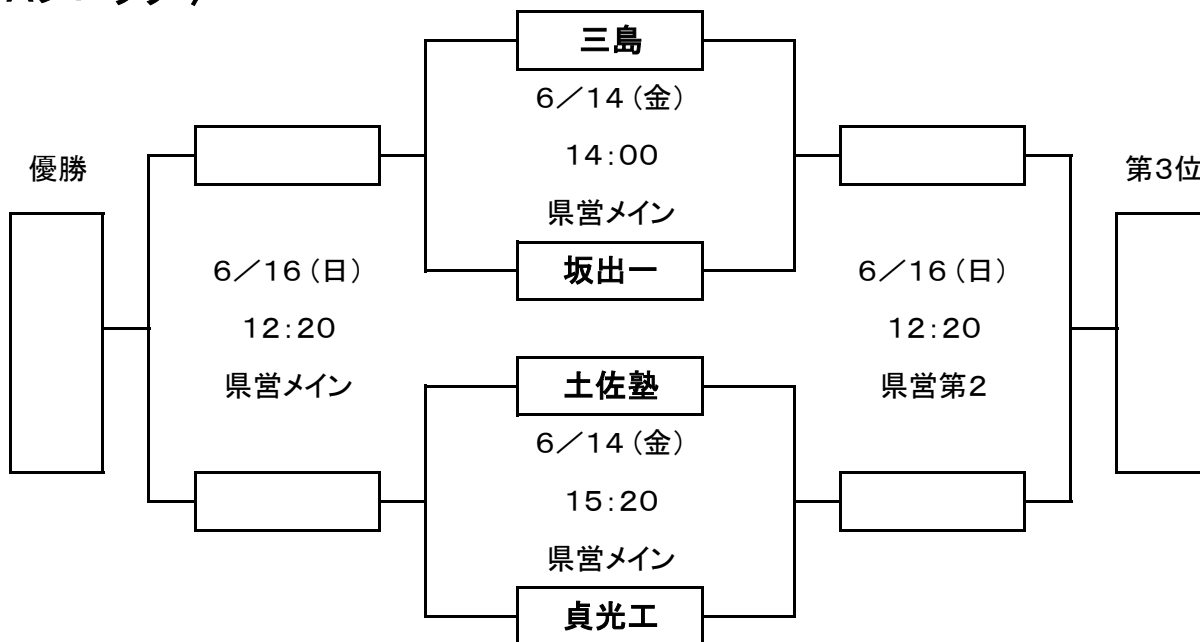 三島
6/14(金)
14:00
県営メイン
坂出一
優勝
6/16(日)
12:20
県営メイン
第3位
6/16(日)
12:20
県営第2
土佐塾
6/14(金)
15:20
県営メイン
貞光工